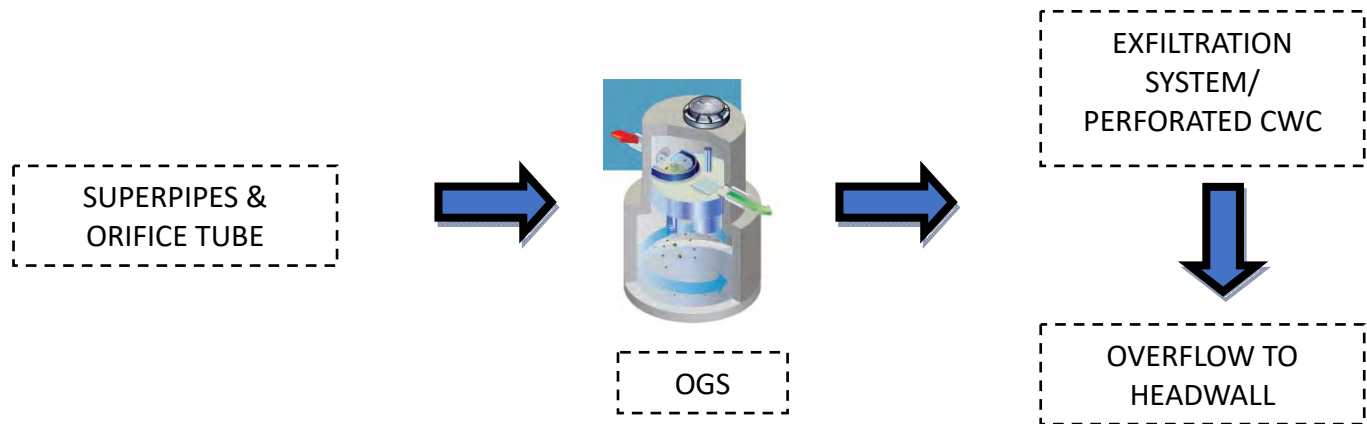 SUPERPIPES &
ORIFICE TUBE
OGS
EXFILTRATION
SYSTEM/
PERFORATED CWC
OVERFLOW TO
HEADWALL